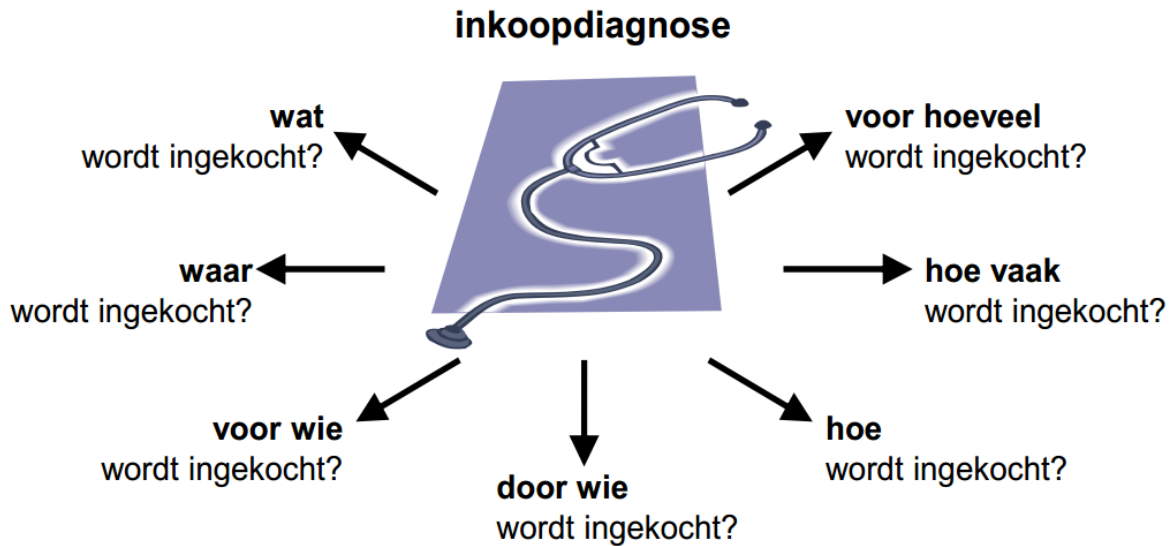 inkoopdiagnose
wat
wordt ingekocht?
voor hoeveel
wordt ingekocht?
waar
wordt ingekocht?
hoe vaak
wordt ingekocht?
voor wie
wordt ingekocht?
door wie
wordt ingekocht?
hoe
wordt ingekocht?